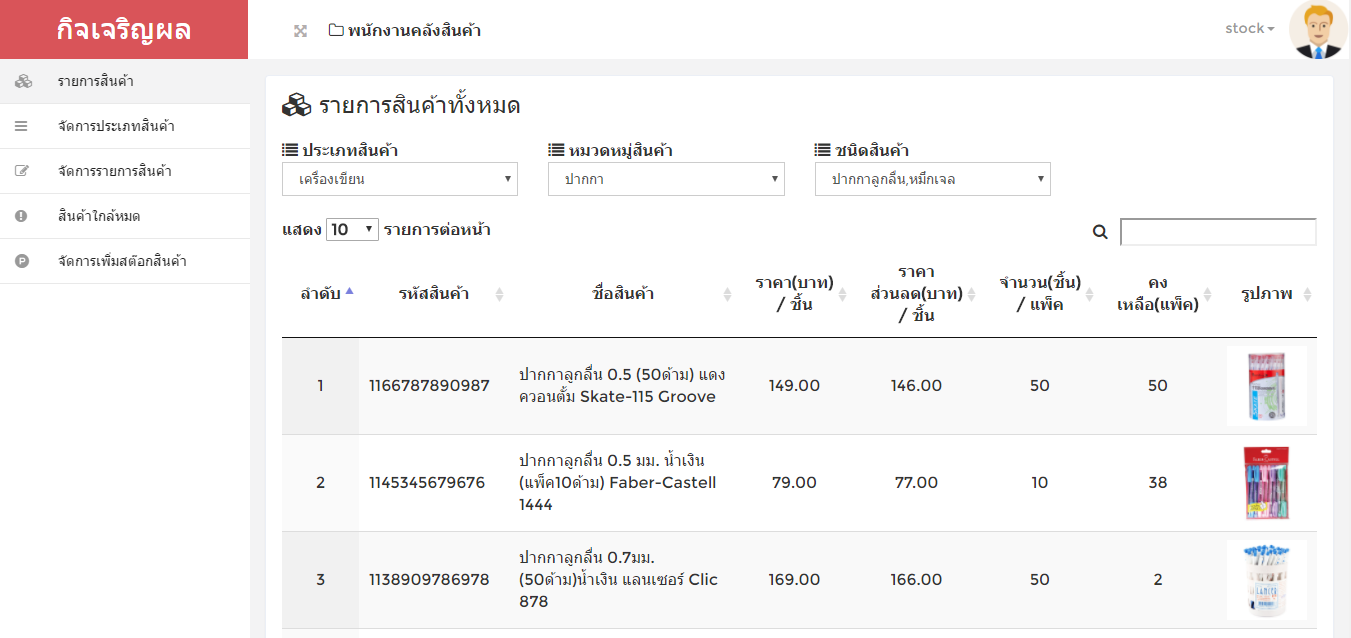 กิจเจริญผล
พนักงานคลังสินค้า
stock
รายการสินค้า
จัดการประเภทสินค้า
จัดการรายการสินค้า
สินค้าใกล้หมด
จัดการเพิ่มสต๊อกสินค้า
รายการสินค้าทั้งหมด
ประเภทสินค้า หมวดหมู่สินค้า ชนิดสินค้า
เครื่องเขียน ปากกา ปากกาลูกลื่น,หมึกเจล
แสดง 10 รายการต่อหน้า
ลำดับ รหัสสินค้า ชื่อสินค้า ราคา(บาท) / ชิ้น ราคา ส่วนลด(บาท) / ชิ้น จำนวน(ชิ้น) / แพ็ค คง เหลือ(แพ็ค) รูปภาพ
1 1166787890987 ปากกาลูกลื่น 0.5 (50ด้าม) แดง 149.00 146.00 50 50
ควอนตั้ม Skate-115 Groove
ปากกาลูกลื่น 0.5 มม. น้ำเงิน
2 1145345679676 (แพ็ค10ด้าม) Faber-Castell 79.00 77.00 10 38
1444
ปากกาลูกลื่น 0.7มม.
3 1138909786978 (50ด้าม)น้ำเงิน แลนเซอร์ Clic 169.00 166.00 50 2
878